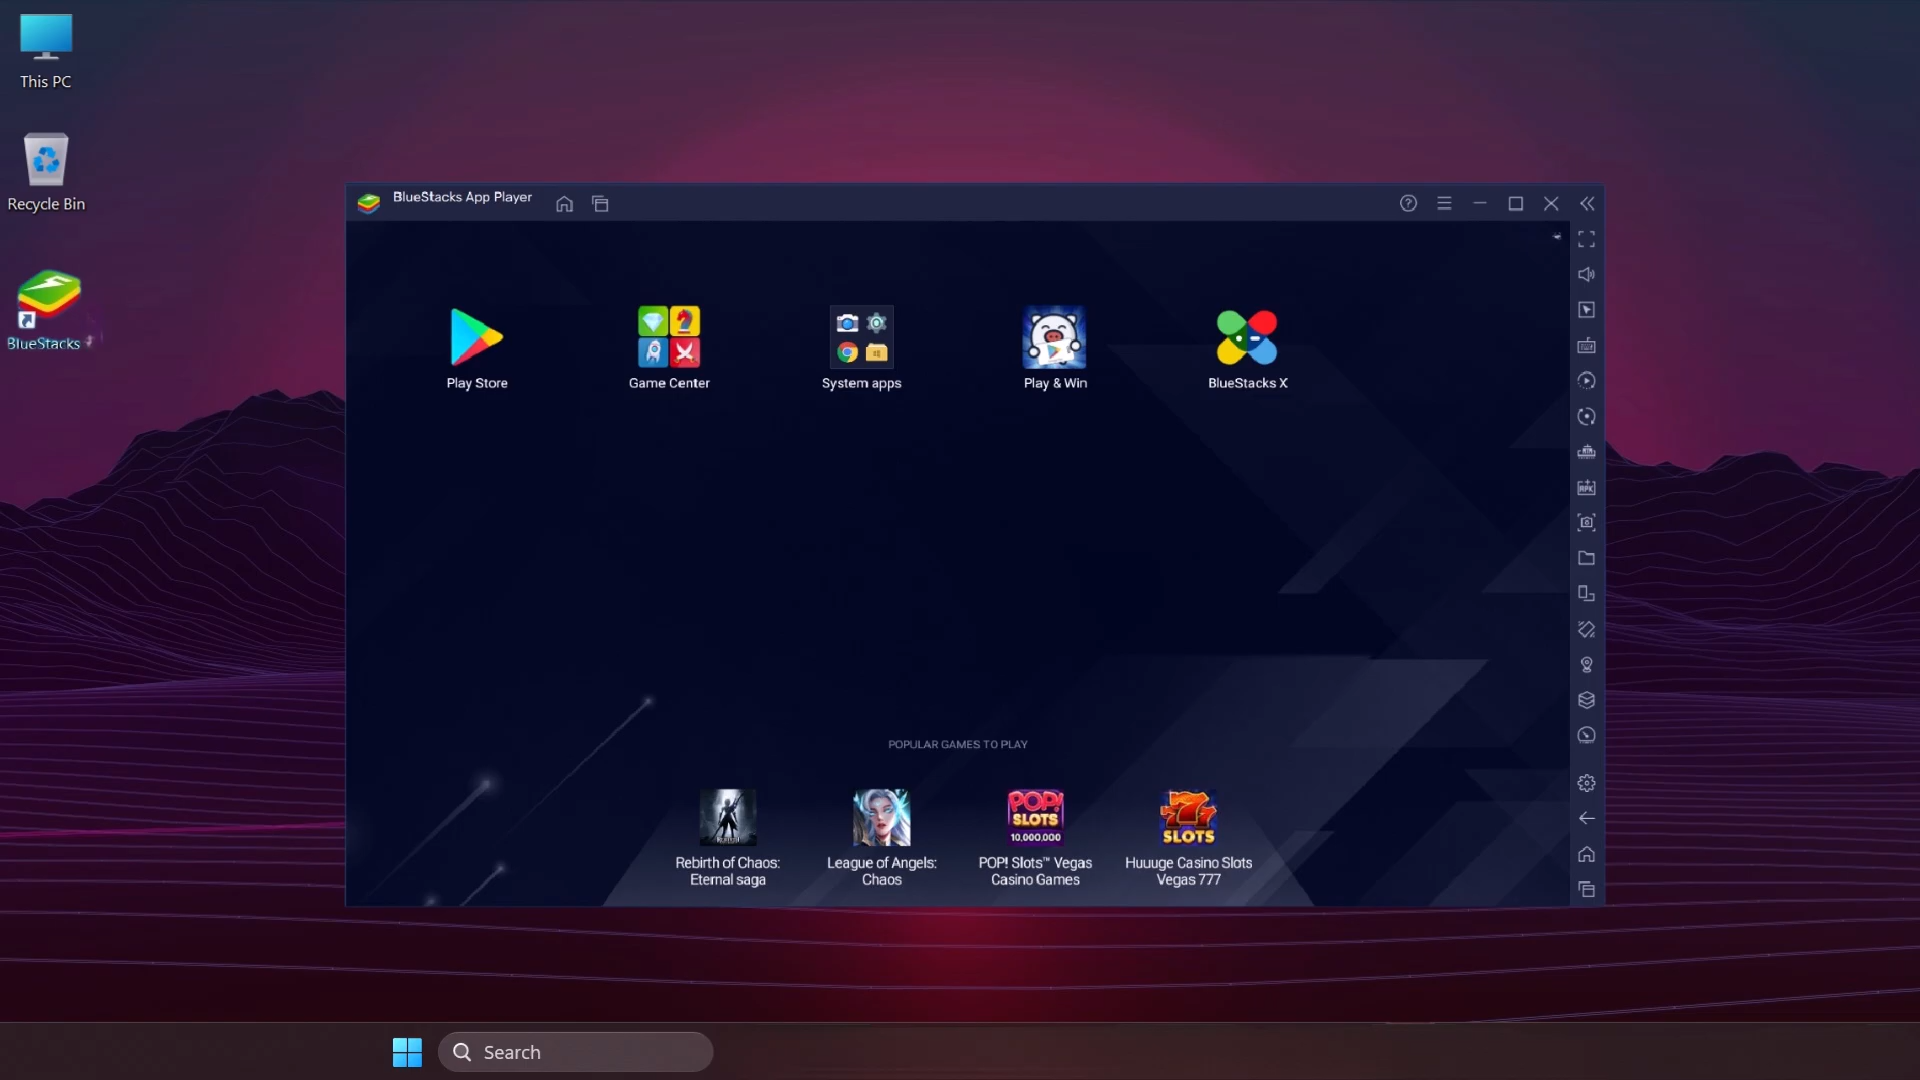 This PC
Recycle Bin
BlueStacks
BlueStacks App Player
Play Store
Game Center
System apps
Play & Win
BlueStacks X
POPULAR GAMES TO PLAY
POP!
SLOTS
10,000,000
777
SLOTS
Rebirth of Chaos:
Eternal saga
League of Angels:
Chaos
POP! Slots™ Vegas
Casino Games
Huuuge Casino Slots
Vegas 777
APK
Search